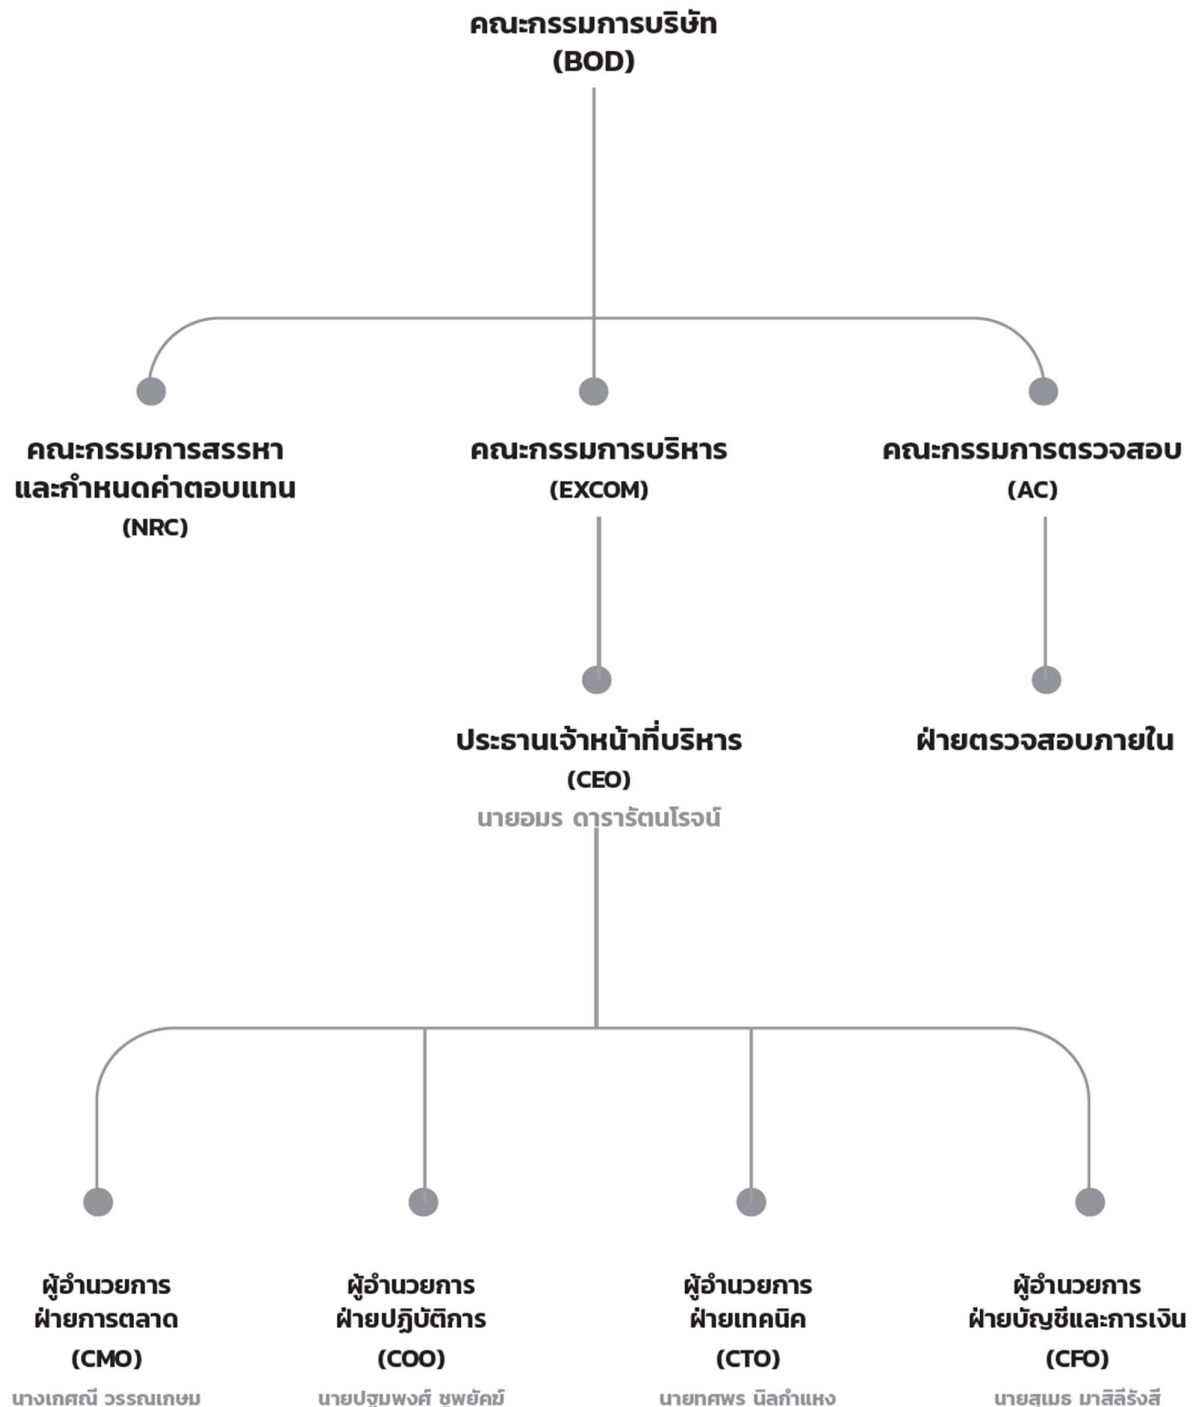 คณะกรรมการบริษัท
(BOD)
คณะกรรมการสรรหา
และกำหนดค่าตอบแทน
(NRC)
คณะกรรมการบริหาร
(EXCOM)
คณะกรรมการตรวจสอบ
(AC)
ประธานเจ้าหน้าที่บริหาร
(CEO)
นายอมร ดารารัตนโรจน์
ฝ่ายตรวจสอบภายใน
ผู้อำนวยการ
ฝ่ายการตลาด
(CMO)
นางเกศณี วรรณเกษม
ผู้อำนวยการ
ฝ่ายปฏิบัติการ
(COO)
นายปฐมพงศ์ ชูพยัคฆ์
ผู้อำนวยการ
ฝ่ายเทคนิค
(CTO)
นายทศพร นิลกำแหง
ผู้อำนวยการ
ฝ่ายบัญชีและการเงิน
(CFO)
นายสุเมธ มาสิลีรังสี